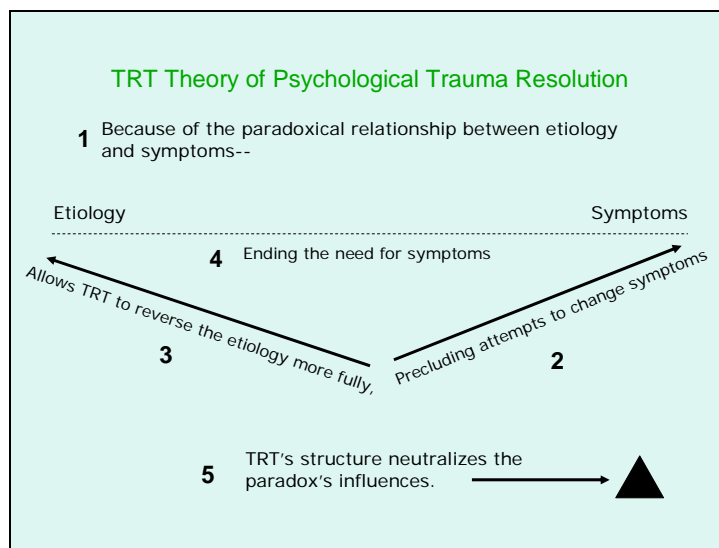 TRT Theory of Psychological Trauma Resolution
1 Because of the paradoxical relationship between etiology
and symptoms--
Etiology
Symptoms
4 Ending the need for symptoms
Allows TRT to reverse the etiology more fully,
3
Precluding attempts to change symptoms
2
5 TRT's structure neutralizes the
paradox's influences.